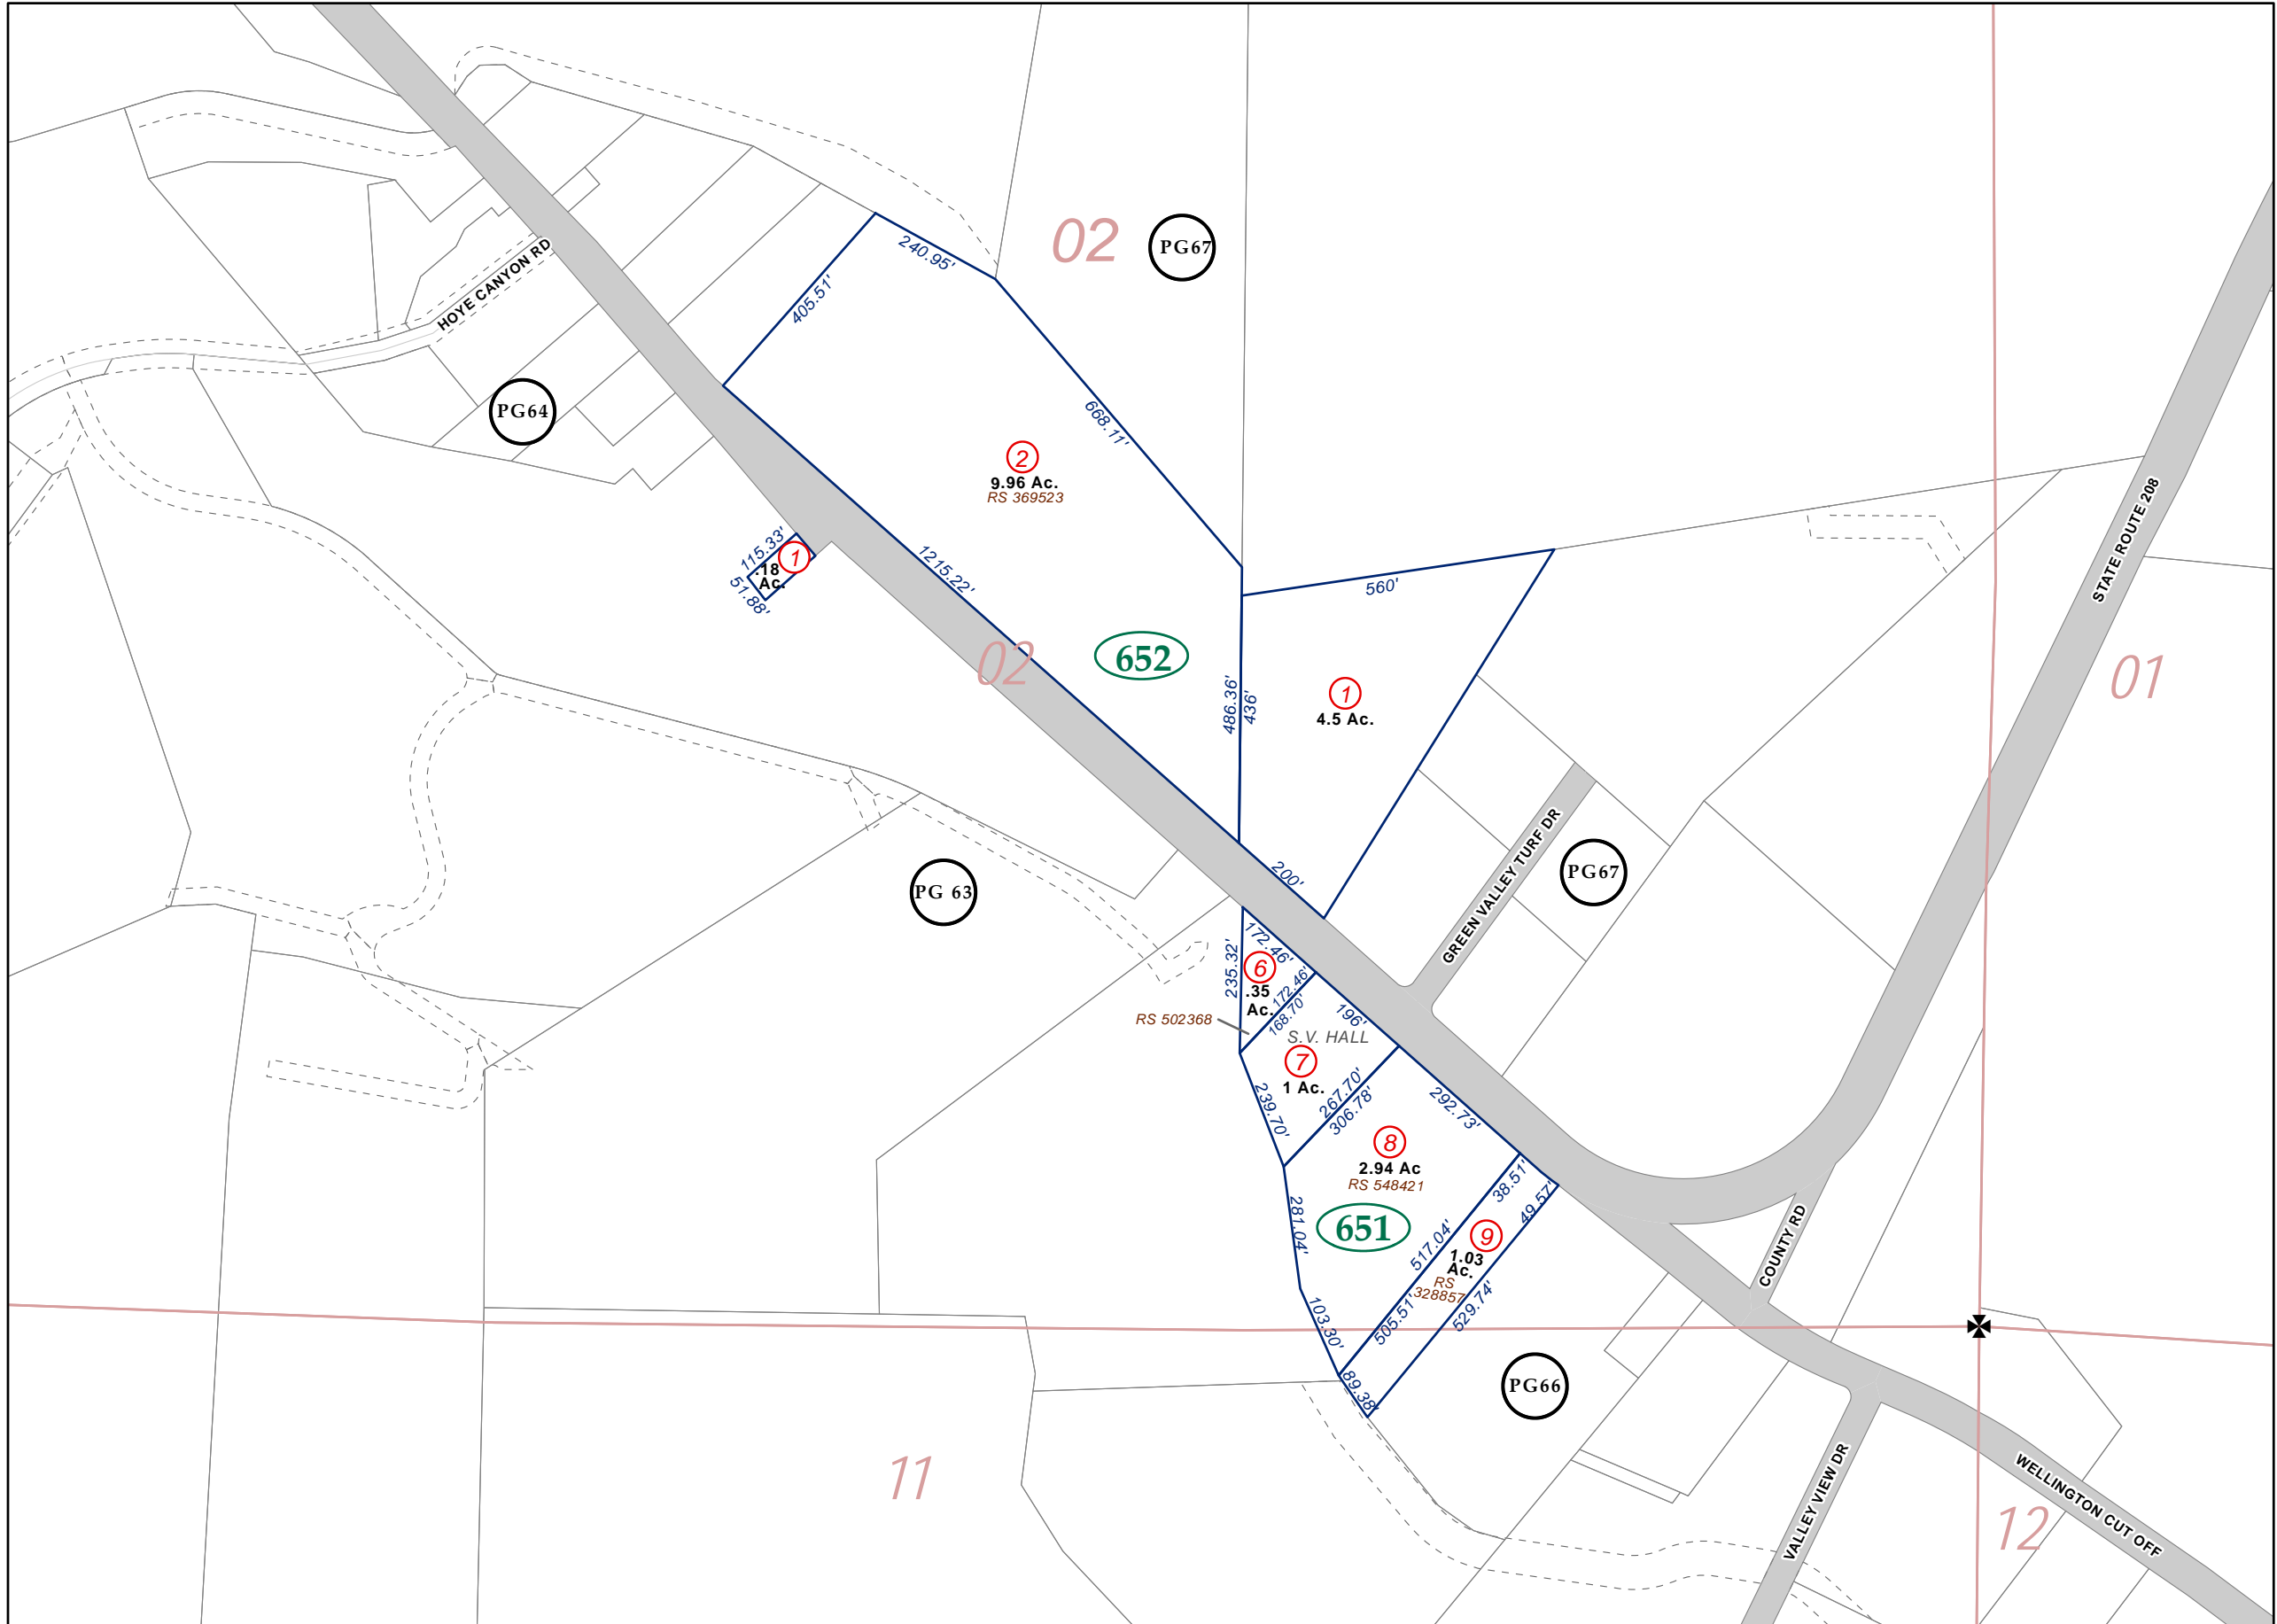 02
PG67
240.95'
405.51'
HOYE CANYON RD
PG64
668.11'
2
9.96 Ac.
RS 369523
STATE ROUTE 208
115.33'
1
.18
Ac.
51.88'
1215.22'
560'
02
652
01
486.36'
436'
1
4.5 Ac.
GREEN VALLEY TURF DR
PG67
PG 63
200'
172.46'
235.32'
6
.35
Ac.
172.46'
168.70'
RS 502368
196'
S.V. HALL
7
1 Ac.
267.70'
306.78'
239.70'
292.73'
8
2.94 Ac
RS 548421
38.51'
49.57'
281.04'
651
517.04'
9
1.03
Ac.
RS
328857
505.51'
529.74'
103.30'
89.38'
COUNTY RD
PG66
11
VALLEY VIEW DR
WELLINGTON CUT OFF
12